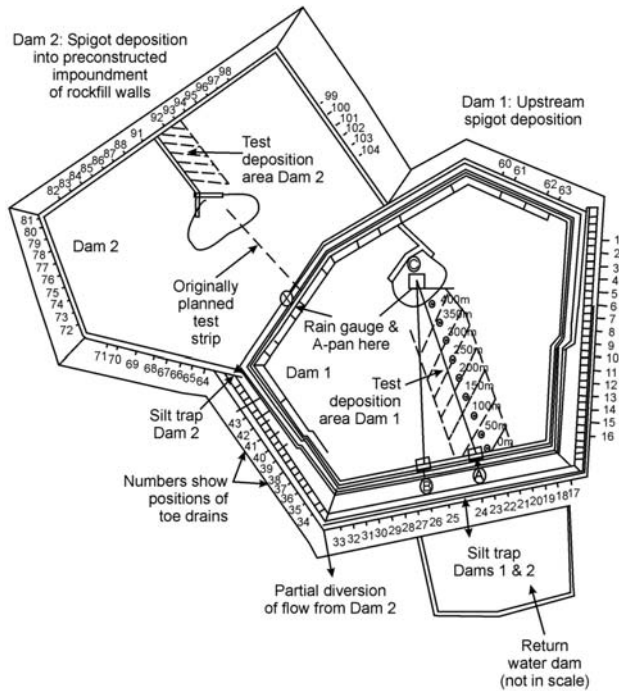 Dam 2: Spigot deposition
into preconstructed
impoundment
of rockfill walls
Dam 1: Upstream
spigot deposition
82
83
84
85
86
87
88
91
92
93
94
95
96
97
98
99
100
101
102
103
104
60
61
62
63
Test
deposition
area Dam 2
81
80
79
78
77
76
75
74
73
72
Dam 2
Originally
planned
test
strip
Rain gauge &
A-pan here
C
400m
350m
300m
250m
200m
150m
100m
50m
0m
Dam 1
Test
deposition
area Dam 1
1
2
3
4
5
6
7
8
9
10
11
12
13
14
15
16
71
70
69
68
67
66
65
64
Silt trap
Dam 2
43
42
41
40
39
38
37
36
35
34
Numbers show
positions of
toe drains
B
A
33
32
31
30
29
28
27
26
25
24
23
22
21
20
19
18
17
Partial diversion
of flow from Dam 2
Silt trap
Dams 1 & 2
Return
water dam
(not in scale)